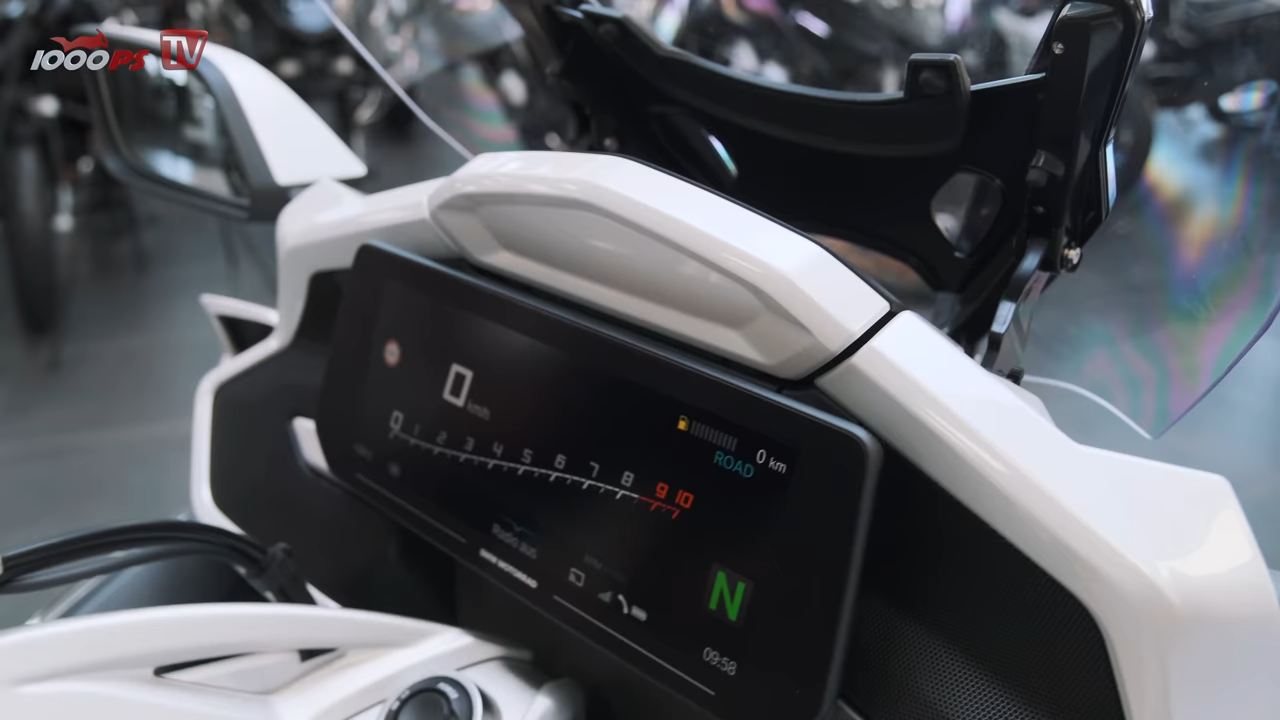 1000PS TV
0 km/h
0 1 2 3 4 5 6 7 8 9 10
0 km
ROAD
Radio aus
BMW MOTORRAD
N
09:58